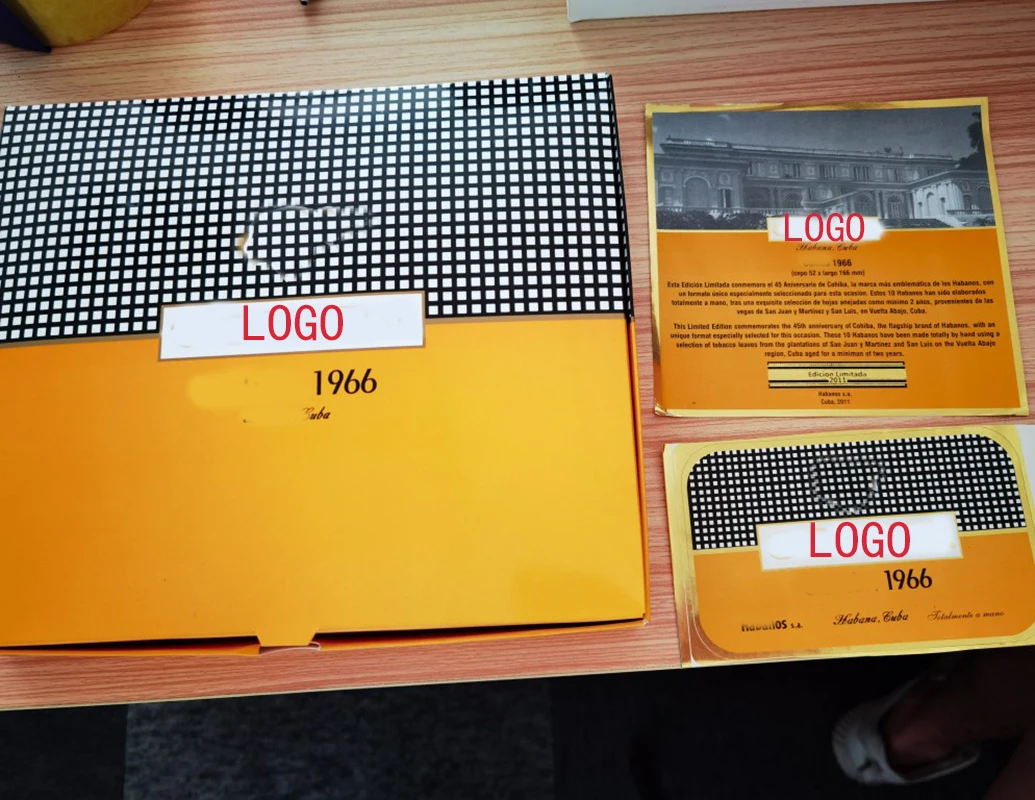 LOGO
1966
Cuba
LOGO
Habana, Cuba
1966
(cepo 52 x largo 166 mm)
Esta Edición Limitada conmemora el 45 Aniversario de Cohiba, la marca más emblemática de los Habanos, con
un formato único especialmente seleccionado para esta ocasión. Estos 10 Habanos han sido elaborados
totalmente a mano, tras una exquisita selección de hojas anejadas como mínimo 2 años, provenientes de las
vegas de San Juan y Martínez y San Luis, en Vuelta Abajo, Cuba.
This Limited Edition commemorates the 45th anniversary of Cohiba, the flagship brand of Habanos, with an
unique format especially selected for this occasion. These 10 Habanos have been made totally by hand using a
selection of tobacco leaves from the plantations of San Juan y Martínez and San Luis on the Vuelta Abajo
region, Cuba aged for a minimun of two years.
Edición Limitada
2011
Habanos s.a.
Cuba, 2011
LOGO
1966
HabanOS s.a. Habana, Cuba Totalmente a mano